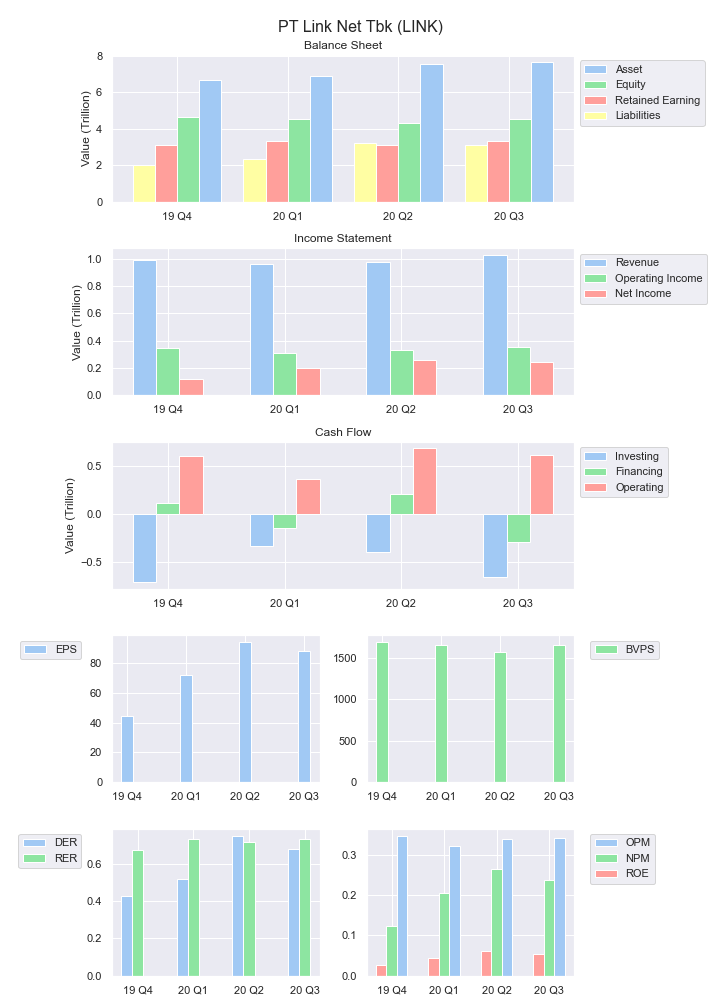 PT Link Net Tbk (LINK)
Balance Sheet
Value (Trillion)
8
6
4
2
0
19 Q4 20 Q1 20 Q2 20 Q3
Asset
Equity
Retained Earning
Liabilities
Income Statement
Value (Trillion)
1.0
0.8
0.6
0.4
0.2
0.0
19 Q4 20 Q1 20 Q2 20 Q3
Revenue
Operating Income
Net Income
Cash Flow
Value (Trillion)
0.5
0.0
−0.5
19 Q4 20 Q1 20 Q2 20 Q3
Investing
Financing
Operating
EPS
80
60
40
20
0
19 Q4 20 Q1 20 Q2 20 Q3
1500
1000
500
0
19 Q4 20 Q1 20 Q2 20 Q3
BVPS
DER
RER
0.6
0.4
0.2
0.0
19 Q4 20 Q1 20 Q2 20 Q3
0.3
0.2
0.1
0.0
19 Q4 20 Q1 20 Q2 20 Q3
OPM
NPM
ROE